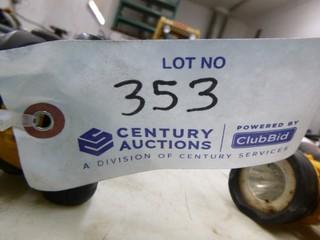 LOT NO
353
CENTURY AUCTIONS
POWERED BY
ClubBid
A DIVISION OF CENTURY SERVICES